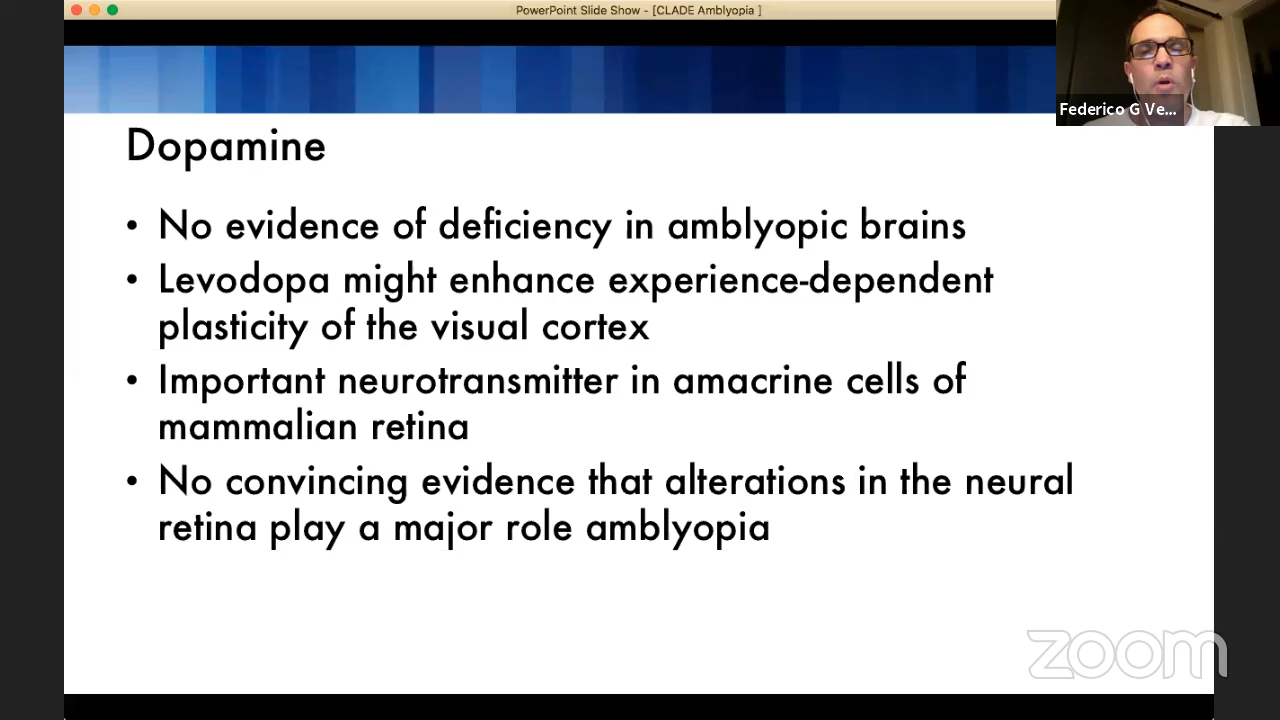 PowerPoint Slide Show - [CLADE Amblyopia ]
Federico G Ve...
Dopamine
• No evidence of deficiency in amblyopic brains
• Levodopa might enhance experience-dependent
plasticity of the visual cortex
• Important neurotransmitter in amacrine cells of
mammalian retina
• No convincing evidence that alterations in the neural
retina play a major role amblyopia
zoom